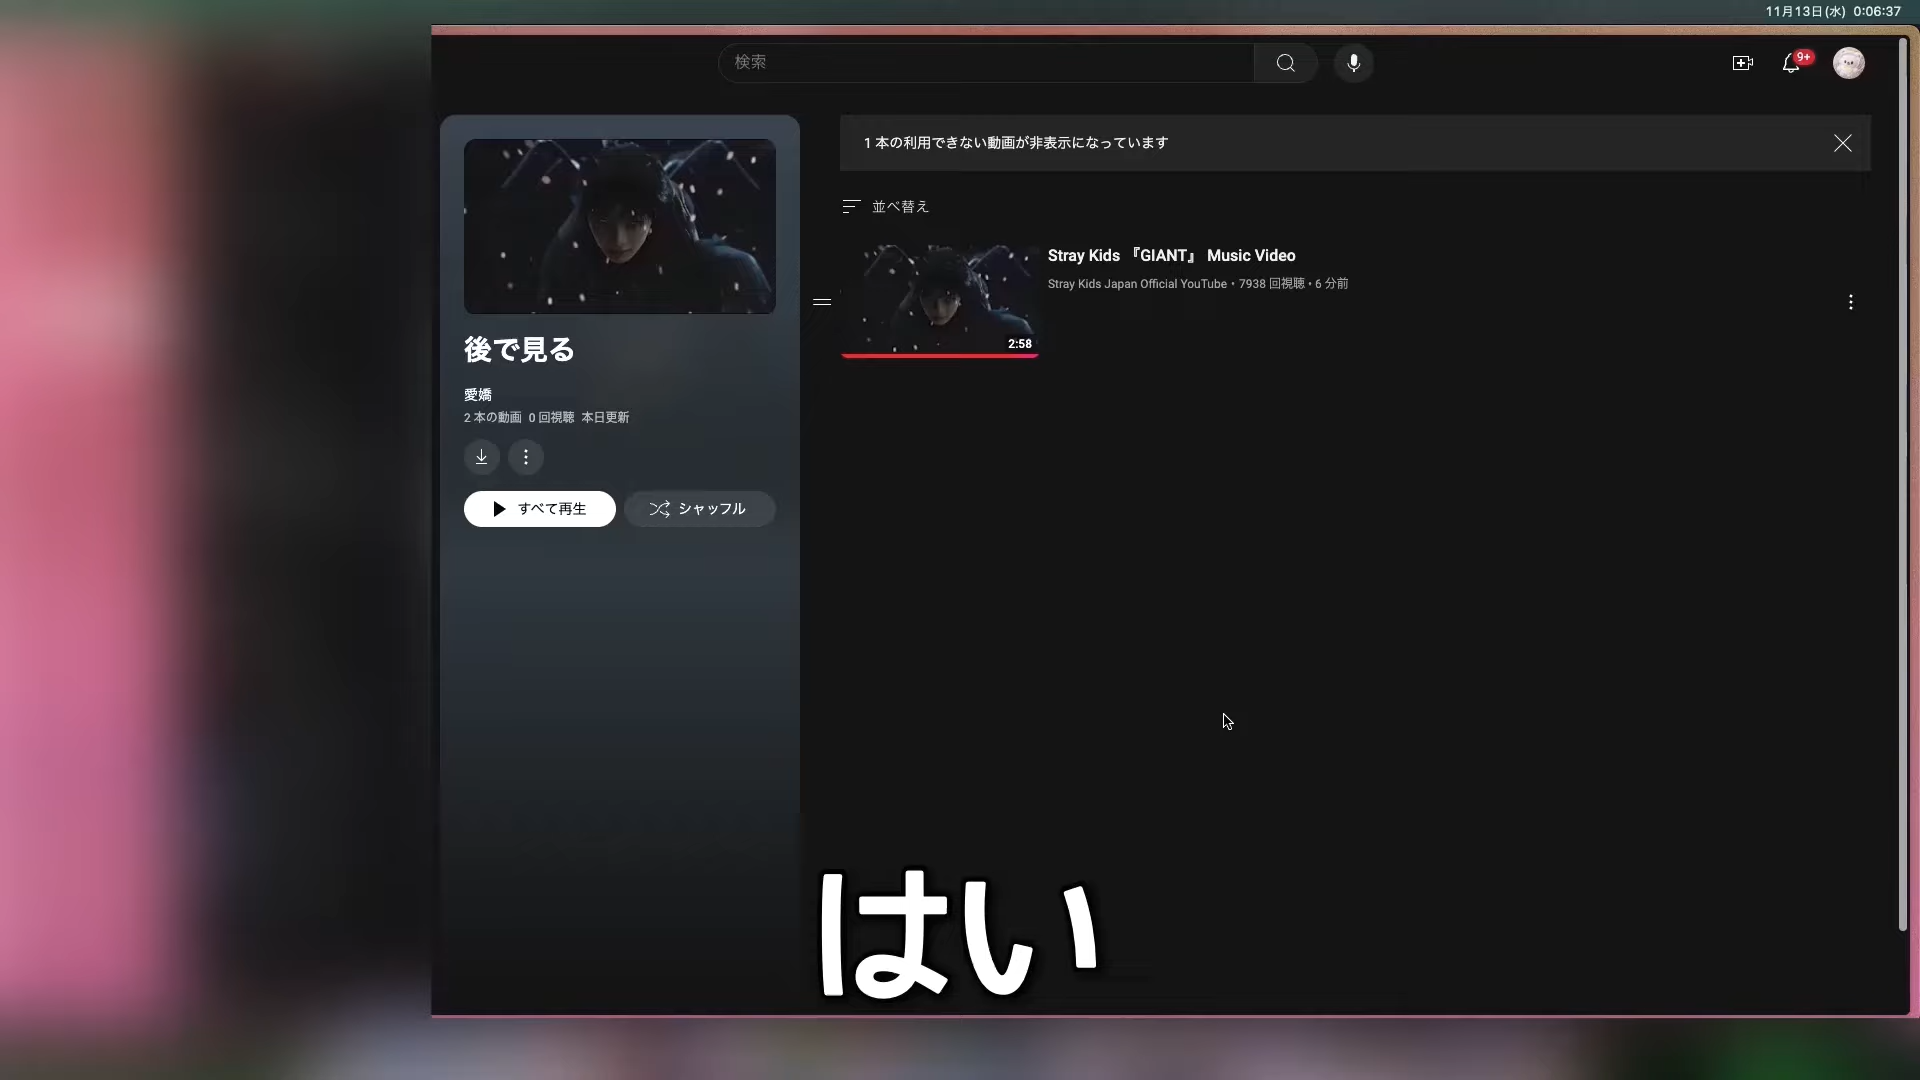 11月13日(水) 0:06:37
検索
9+
1 本の利用できない動画が非表示になっています
並べ替え
Stray Kids 『GIANT』 Music Video
Stray Kids Japan Official YouTube • 7938 回視聴 • 6 分前
2:58
後で見る
愛嬌
2 本の動画 0 回視聴 本日更新
すべて再生
シャッフル
はい